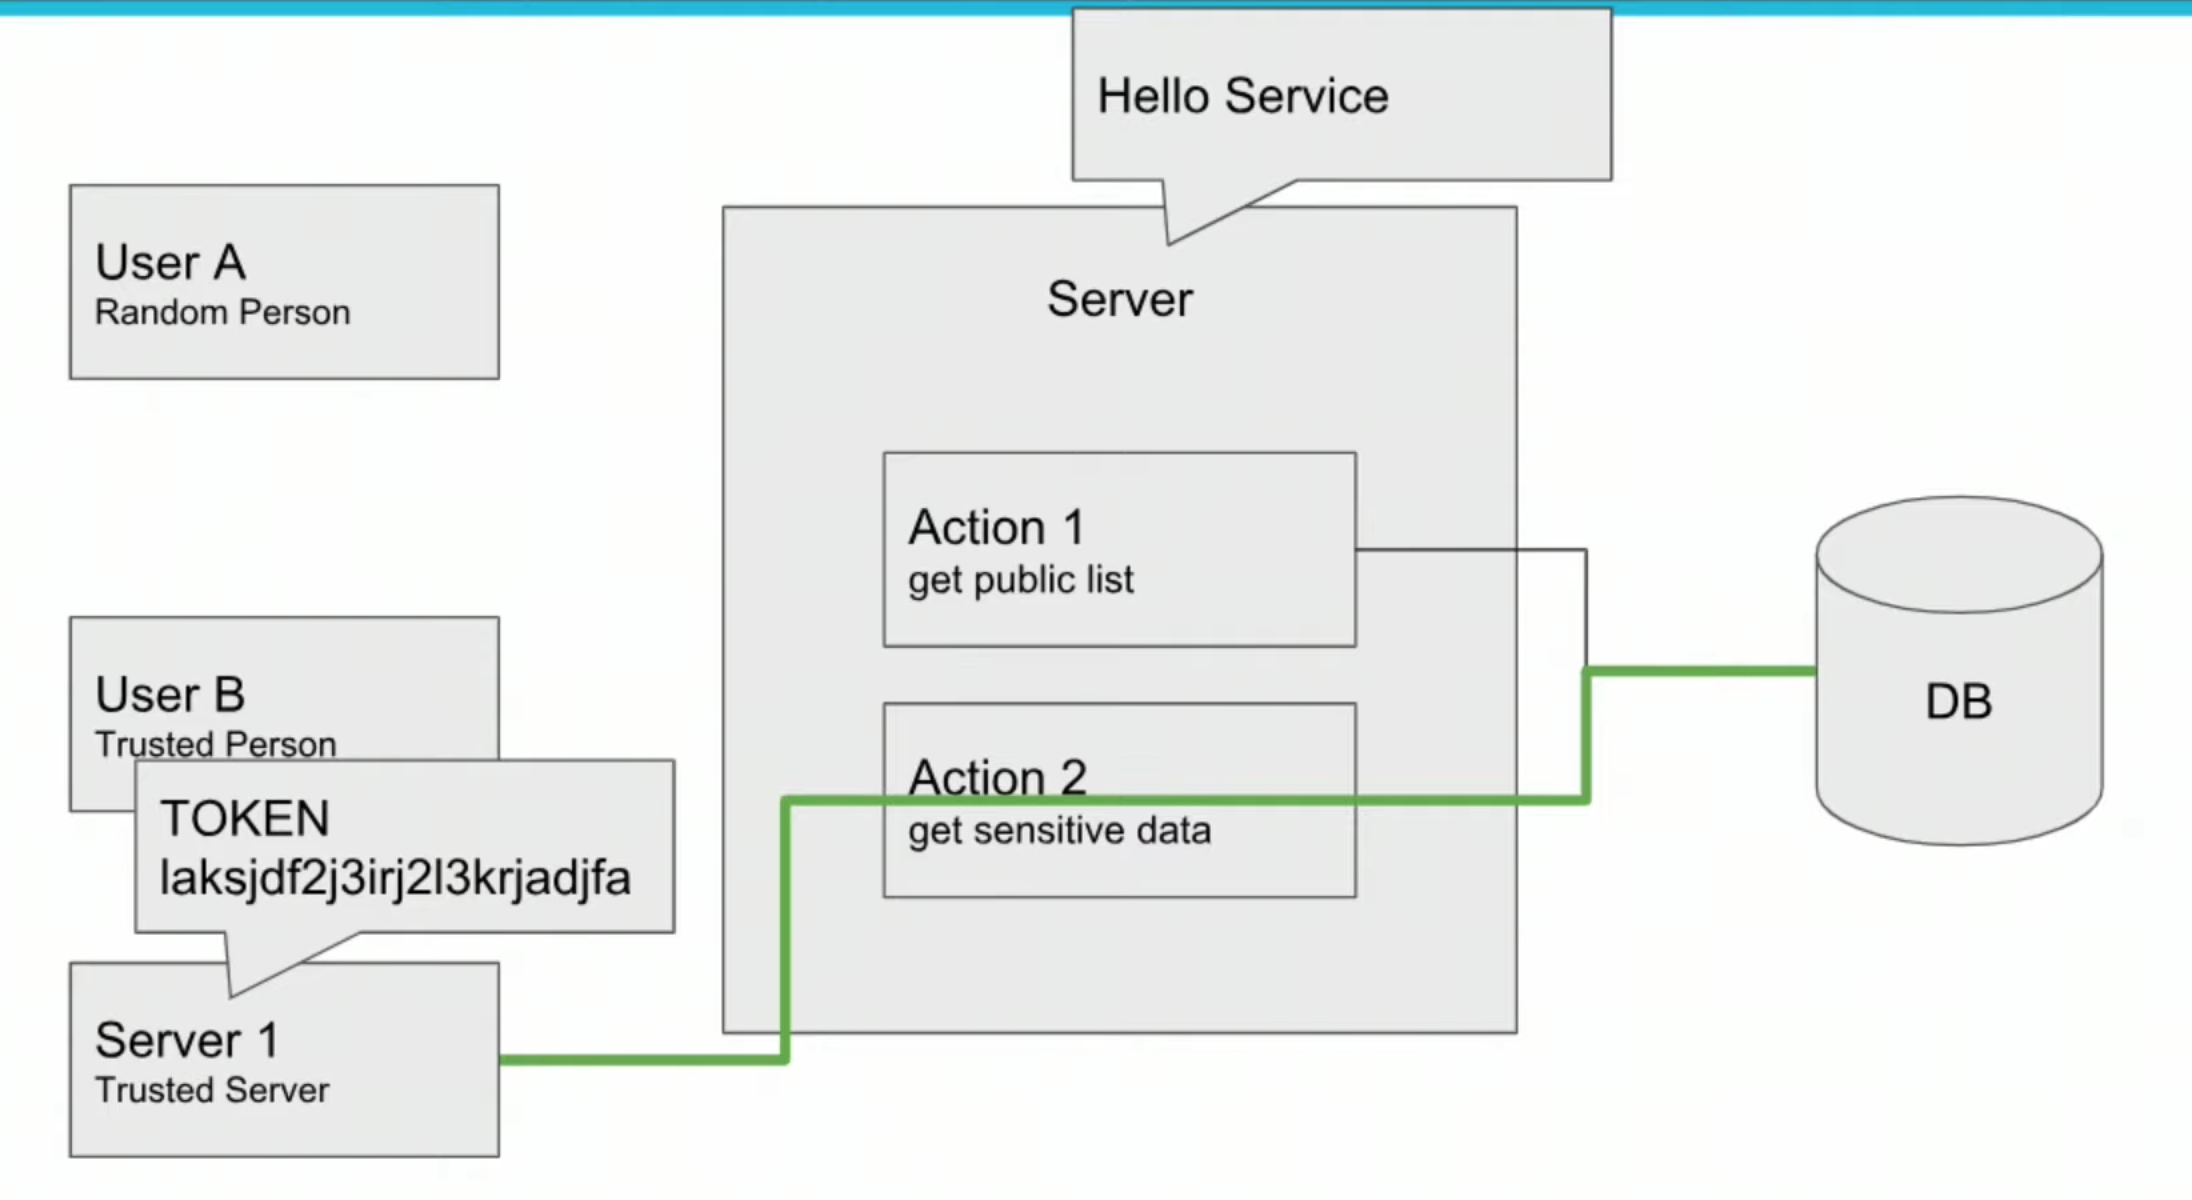 Hello Service
User A
Random Person
Server
Action 1
get public list
User B
Trusted Person
Action 2
get sensitive data
DB
TOKEN
laksjdf2j3irj2l3krjadjfa
Server 1
Trusted Server